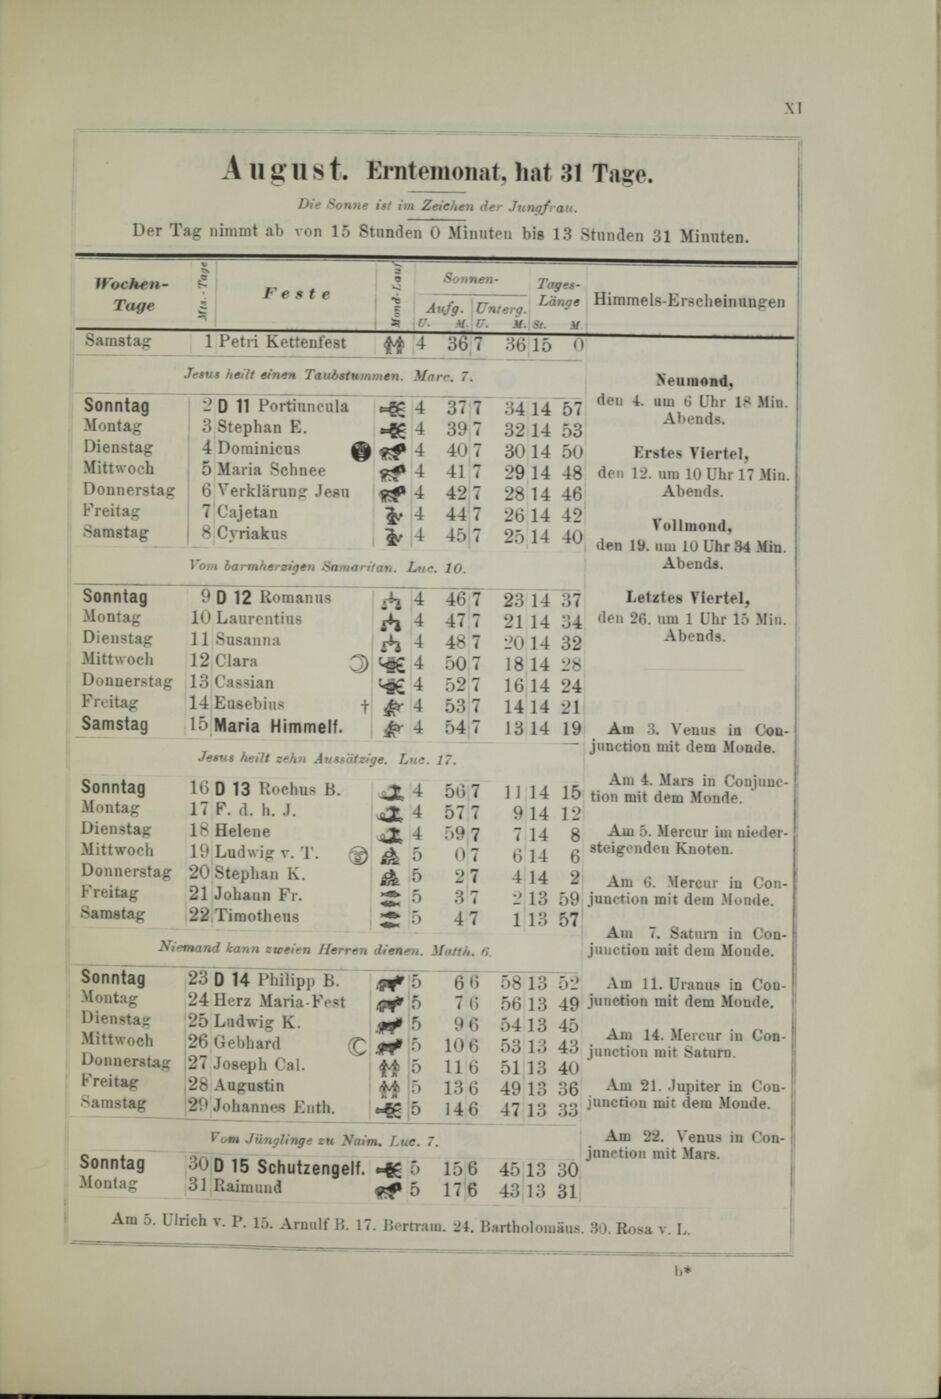 XI
August. Erntemonat, hat 31 Tage.
Die Sonne ist im Zeichen der Jungfrau.
Der Tag nimmt ab von 15 Stunden 0 Minuten bis 13 Stunden 31 Minuten.
Wochen-Tage Mts.-Tage Feste Mond-Lauf Sonnen- Aufg. Unterg. Tages-Länge Himmels-Erscheinungen
U. M. U. M. St. M
Samstag 1 Petri Kettenfest 4 36 7 36 15 0
Jesus heilt einen Taubstummen. Marc. 7.
Sonntag 2 D 11 Portiuncula 4 37 7 34 14 57
Montag 3 Stephan E. 4 39 7 32 14 53
Dienstag 4 Dominicus 4 40 7 30 14 50
Mittwoch 5 Maria Schnee 4 41 7 29 14 48
Donnerstag 6 Verklärung Jesu 4 42 7 28 14 46
Freitag 7 Cajetan 4 44 7 26 14 42
Samstag 8 Cyriakus 4 45 7 25 14 40
Vom barmherzigen Samaritan. Luc. 10.
Sonntag 9 D 12 Romanus 4 46 7 23 14 37
Montag 10 Laurentius 4 47 7 21 14 34
Dienstag 11 Susanna 4 48 7 20 14 32
Mittwoch 12 Clara 4 50 7 18 14 28
Donnerstag 13 Cassian 4 52 7 16 14 24
Freitag 14 Eusebius † 4 53 7 14 14 21
Samstag 15 Maria Himmelf. 4 54 7 13 14 19
Jesus heilt zehn Aussätzige. Luc. 17.
Sonntag 16 D 13 Rochus B. 4 56 7 11 14 15
Montag 17 F. d. h. J. 4 57 7 9 14 12
Dienstag 18 Helene 4 59 7 7 14 8
Mittwoch 19 Ludwig v. T. 5 0 7 6 14 6
Donnerstag 20 Stephan K. 5 2 7 4 14 2
Freitag 21 Johann Fr. 5 3 7 2 13 59
Samstag 22 Timotheus 5 4 7 1 13 57
Niemand kann zweien Herren dienen. Matth. 6.
Sonntag 23 D 14 Philipp B. 5 6 6 58 13 52
Montag 24 Herz Maria-Fest 5 7 6 56 13 49
Dienstag 25 Ludwig K. 5 9 6 54 13 45
Mittwoch 26 Gebhard 5 10 6 53 13 43
Donnerstag 27 Joseph Cal. 5 11 6 51 13 40
Freitag 28 Augustin 5 13 6 49 13 36
Samstag 29 Johannes Enth. 5 14 6 47 13 33
Vom Jünglinge zu Naim. Luc. 7.
Sonntag 30 D 15 Schutzengelf. 5 15 6 45 13 30
Montag 31 Raimund 5 17 6 43 13 31
Neumond,
den 4. um 6 Uhr 18 Min.
Abends.
Erstes Viertel,
den 12. um 10 Uhr 17 Min.
Abends.
Vollmond,
den 19. um 10 Uhr 34 Min.
Abends.
Letztes Viertel,
den 26. um 1 Uhr 15 Min.
Abends.
Am 3. Venus in Con-
junction mit dem Monde.
Am 4. Mars in Conjunc-
tion mit dem Monde.
Am 5. Mercur im nieder-
steigenden Knoten.
Am 6. Mercur in Con-
junction mit dem Monde.
Am 7. Saturn in Con-
junction mit dem Monde.
Am 11. Uranus in Con-
junction mit dem Monde.
Am 14. Mercur in Con-
junction mit Saturn.
Am 21. Jupiter in Con-
junction mit dem Monde.
Am 22. Venus in Con-
junction mit Mars.
Am 5. Ulrich v. P. 15. Arnulf B. 17. Bertram. 24. Bartholomäus. 30. Rosa v. L.
b*